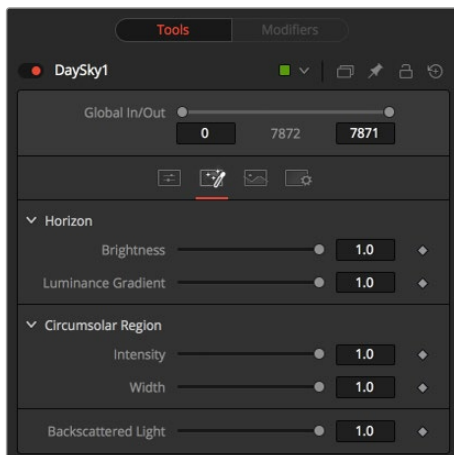 Tools Modifiers
DaySky1
Global In/Out
0 7872 7871
Horizon
Brightness 1.0
Luminance Gradient 1.0
Circumsolar Region
Intensity 1.0
Width 1.0
Backscattered Light 1.0